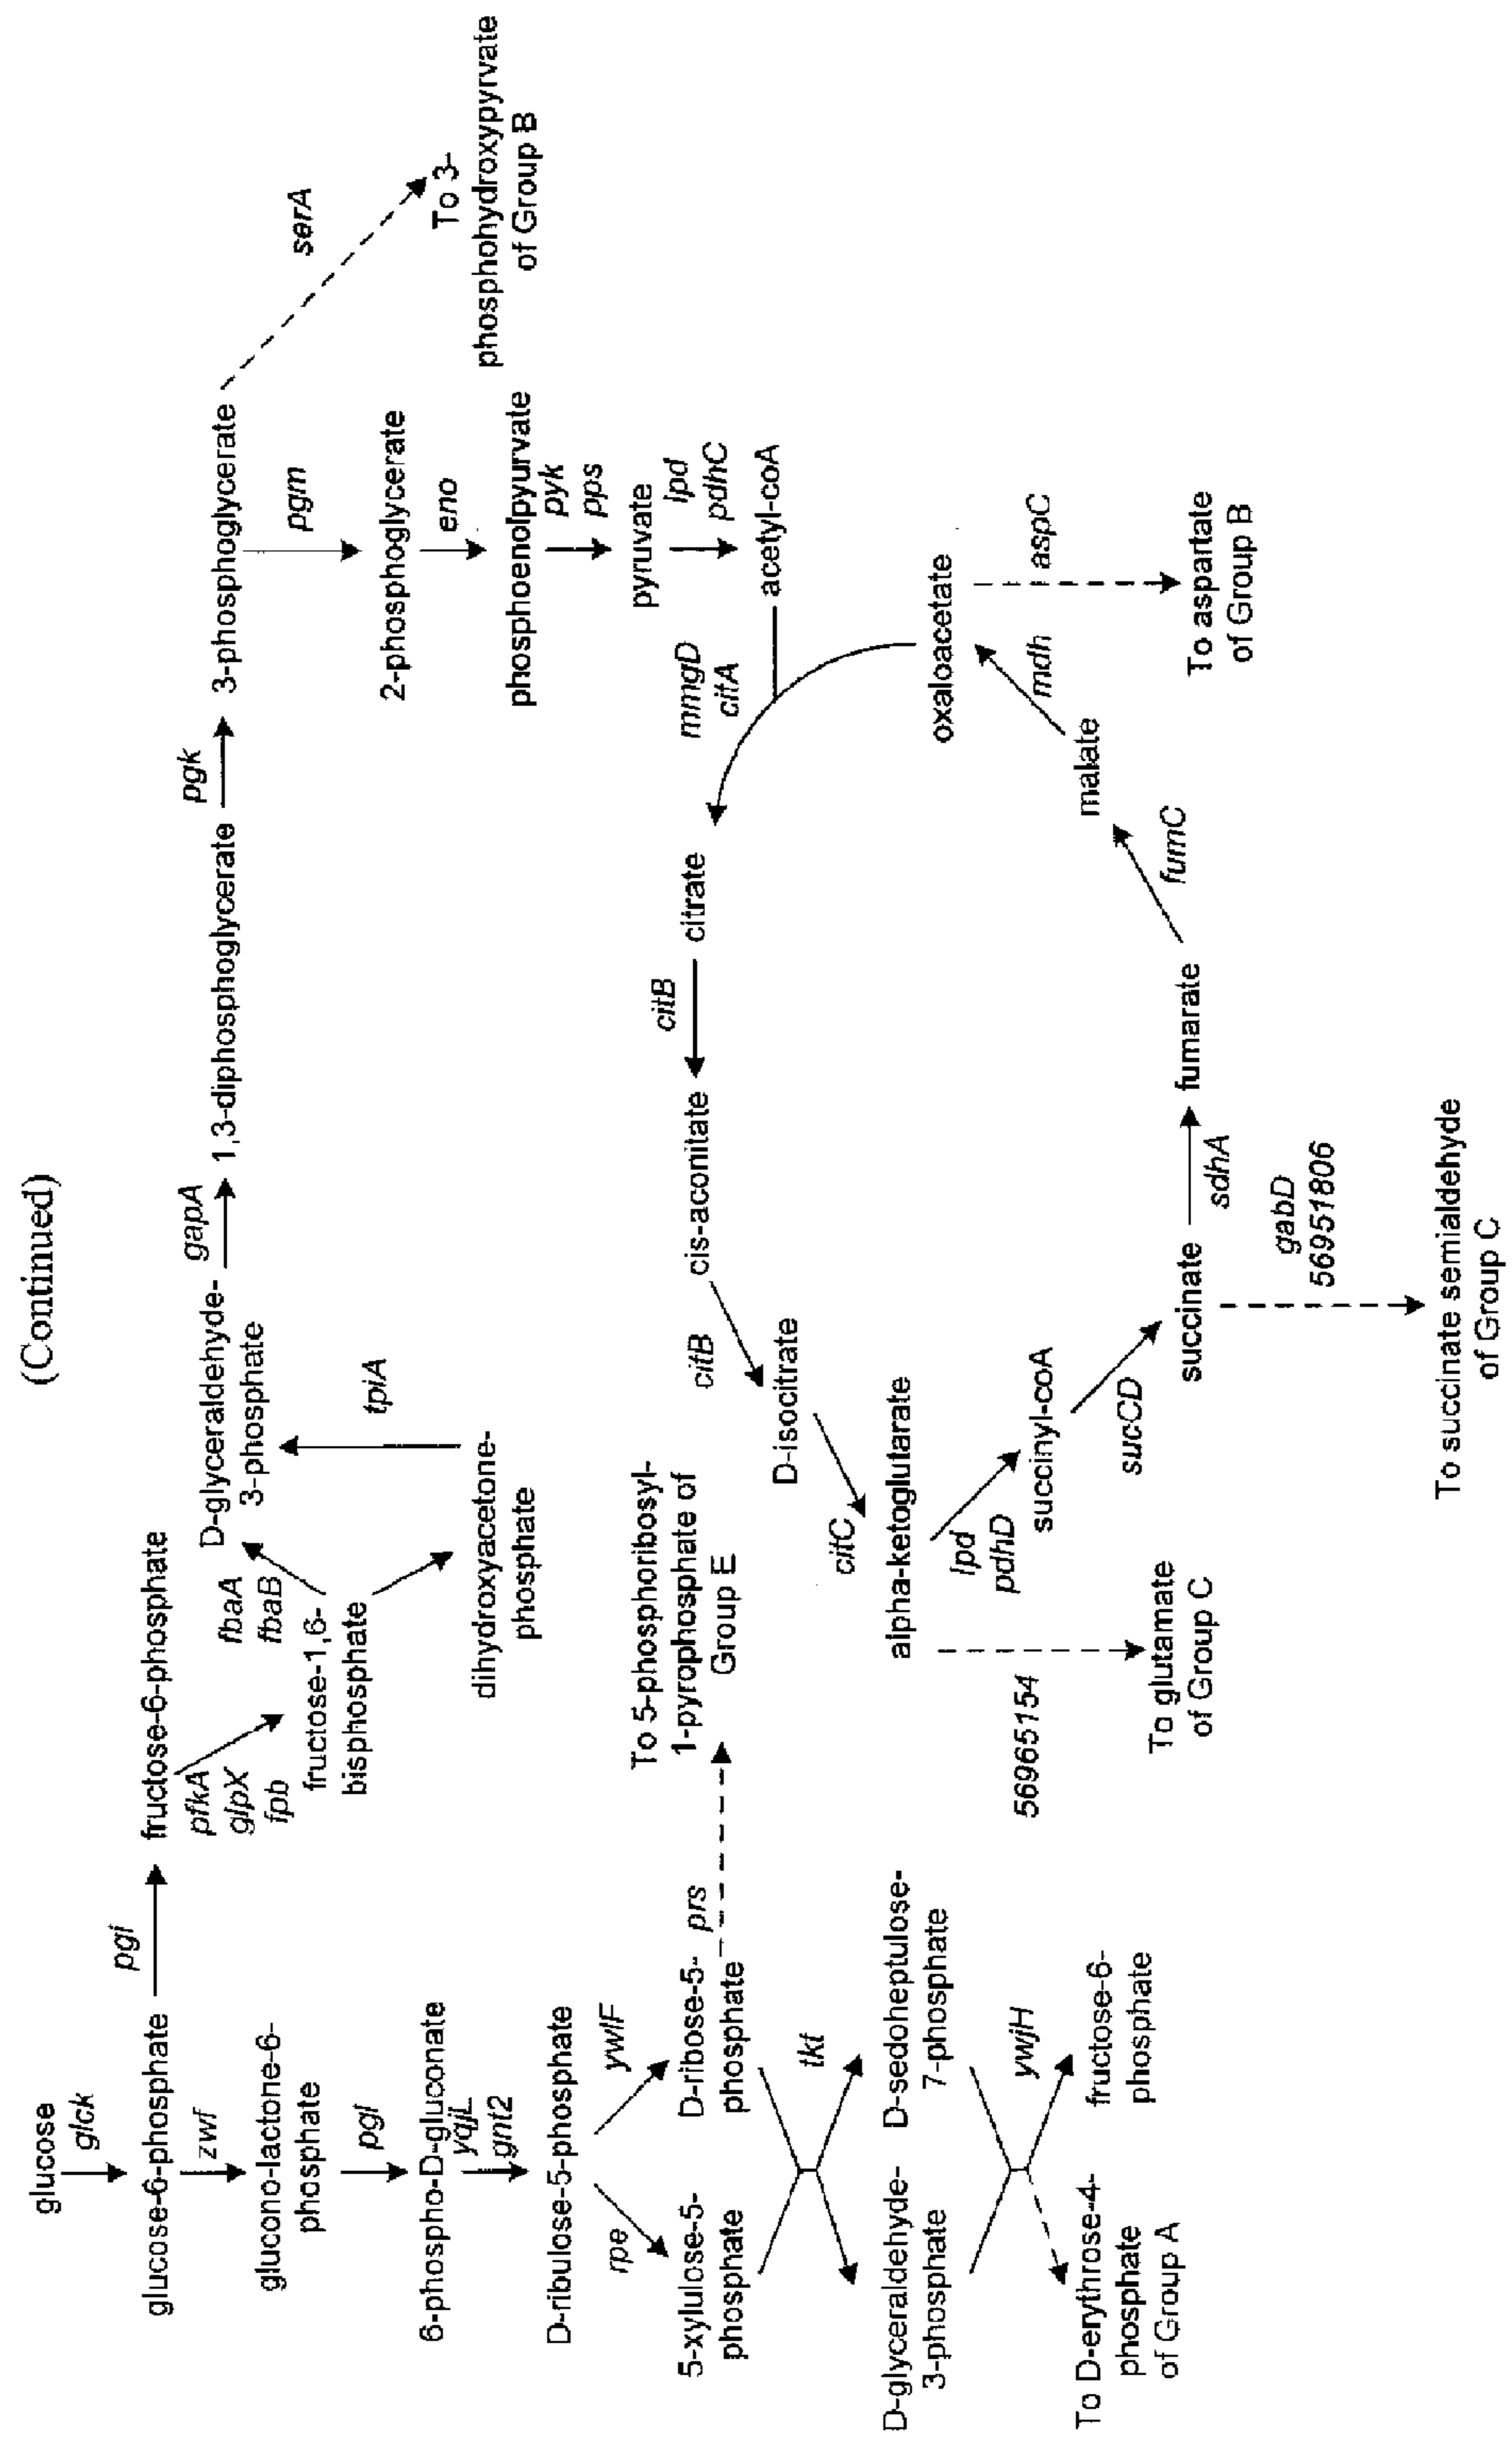 (Continued)
glucose
glck
glucose-6-phosphate
pgi
fructose-6-phosphate
zwf
glucono-lactone-6-
phosphate
pgl
6-phospho-D-gluconate
yqjL
gnt2
D-ribulose-5-phosphate
rpe
ywlF
5-xylulose-5-
phosphate
D-ribose-5-
phosphate
prs
To 5-phosphoribosyl-
1-pyrophosphate of
Group E
tkt
D-glyceraldehyde-
3-phosphate
D-sedoheptulose-
7-phosphate
ywjH
To D-erythrose-4-
phosphate
of Group A
fructose-6-
phosphate
pfkA
glpX
fpb
fructose-1,6-
bisphosphate
fbaA
fbaB
D-glyceraldehyde-
3-phosphate
tpiA
dihydroxyacetone-
phosphate
gapA
1,3-diphosphoglycerate
pgk
3-phosphoglycerate
serA
To 3-
phosphohydroxypyrvate
of Group B
pgm
2-phosphoglycerate
eno
phosphoenolpyurvate
pyk
pps
pyruvate
lpd
pdhC
acetyl-coA
mmgD
citA
citrate
citB
cis-aconitate
citB
D-isocitrate
citC
alpha-ketoglutarate
56965154
To glutamate
of Group C
lpd
pdhD
succinyl-coA
sucCD
succinate
gabD
56951806
To succinate semialdehyde
of Group C
sdhA
fumarate
fumC
malate
mdh
oxaloacetate
aspC
To aspartate
of Group B